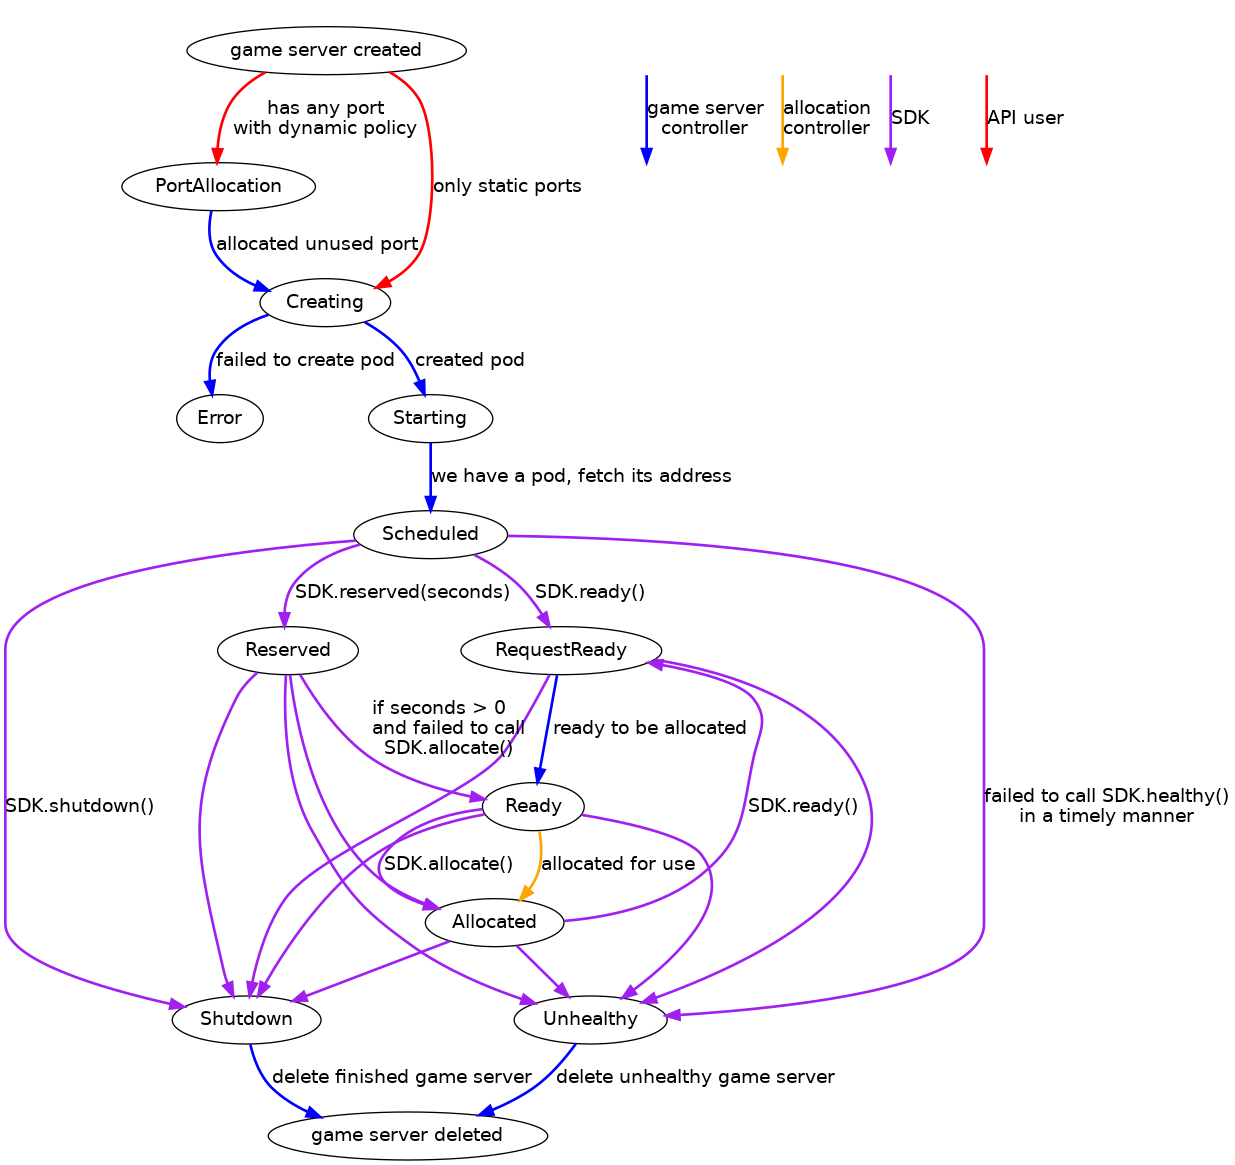 game server created
has any port
with dynamic policy
game server
controller
allocation
controller
SDK
API user
PortAllocation
only static ports
allocated unused port
Creating
failed to create pod
created pod
Error
Starting
we have a pod, fetch its address
Scheduled
SDK.reserved(seconds)
SDK.ready()
Reserved
RequestReady
if seconds > 0
and failed to call
SDK.allocate()
ready to be allocated
SDK.shutdown()
Ready
SDK.ready()
failed to call SDK.healthy()
in a timely manner
SDK.allocate()
allocated for use
Allocated
Shutdown
Unhealthy
delete finished game server
delete unhealthy game server
game server deleted